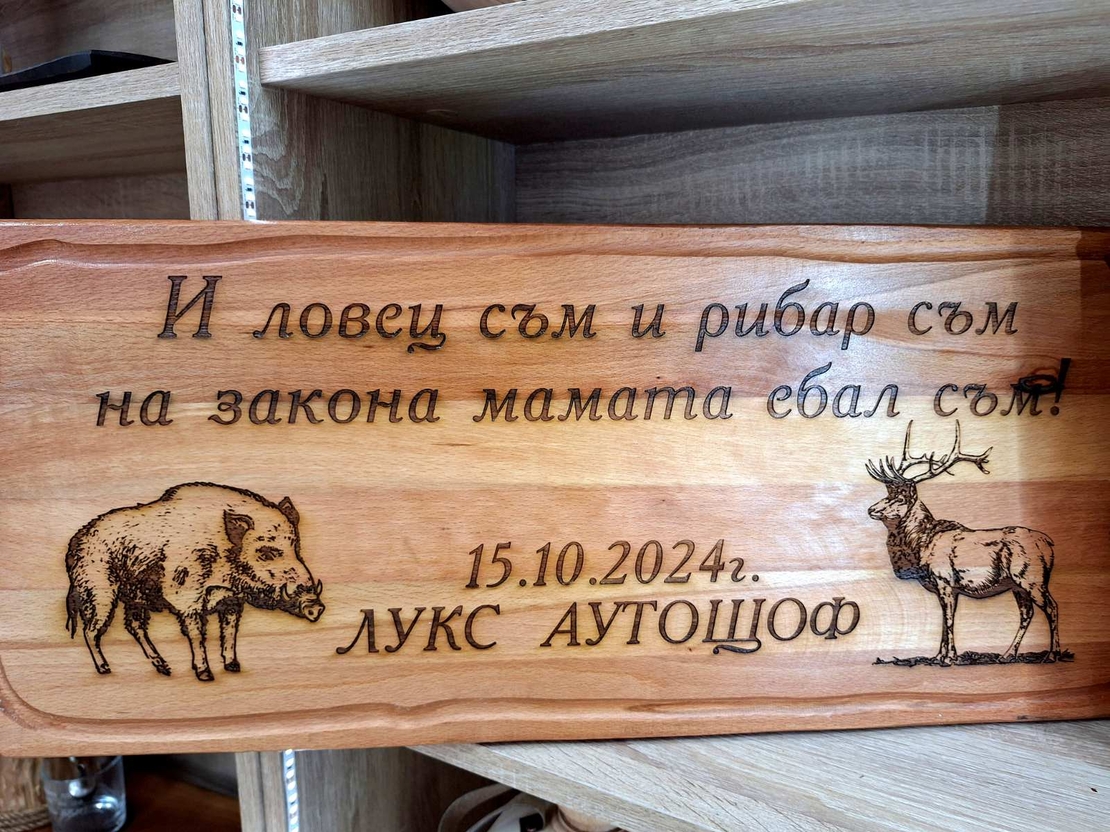 И ловец съм и рибар съм
на закона мамата ебал съм!
15.10.2024г.
ЛУКС АУТОЩОФ